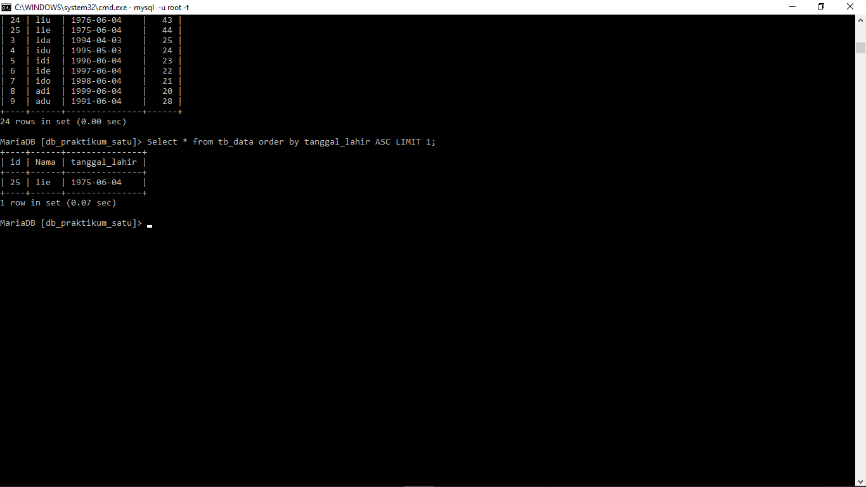 C:\WINDOWS\system32\cmd.exe - mysql -u root -t
| 24 | liu  | 1976-06-04    |   43 |
| 25 | lie  | 1975-06-04    |   44 |
| 3  | ida  | 1994-04-03    |   25 |
| 4  | idu  | 1995-05-03    |   24 |
| 5  | idi  | 1996-06-04    |   23 |
| 6  | ide  | 1997-06-04    |   22 |
| 7  | ido  | 1998-06-04    |   21 |
| 8  | adi  | 1999-06-04    |   20 |
| 9  | adu  | 1991-06-04    |   28 |
+----+------+---------------+------+
24 rows in set (0.00 sec)
MariaDB [db_praktikum_satu]> Select * from tb_data order by tanggal_lahir ASC LIMIT 1;
+----+------+---------------+
| id | Nama | tanggal_lahir |
+----+------+---------------+
| 25 | lie  | 1975-06-04    |
+----+------+---------------+
1 row in set (0.07 sec)
MariaDB [db_praktikum_satu]>